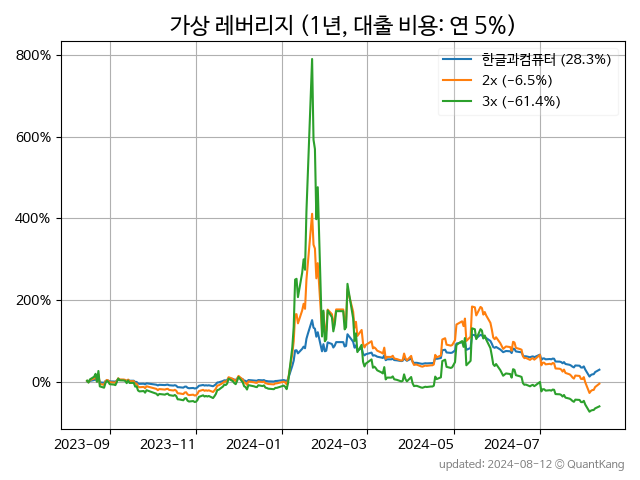 가상 레버리지 (1년, 대출 비용: 연 5%)
800%
600%
400%
200%
0%
한글과컴퓨터 (28.3%)
2x (-6.5%)
3x (-61.4%)
2023-09
2023-11
2024-01
2024-03
2024-05
2024-07
updated: 2024-08-12 © QuantKang